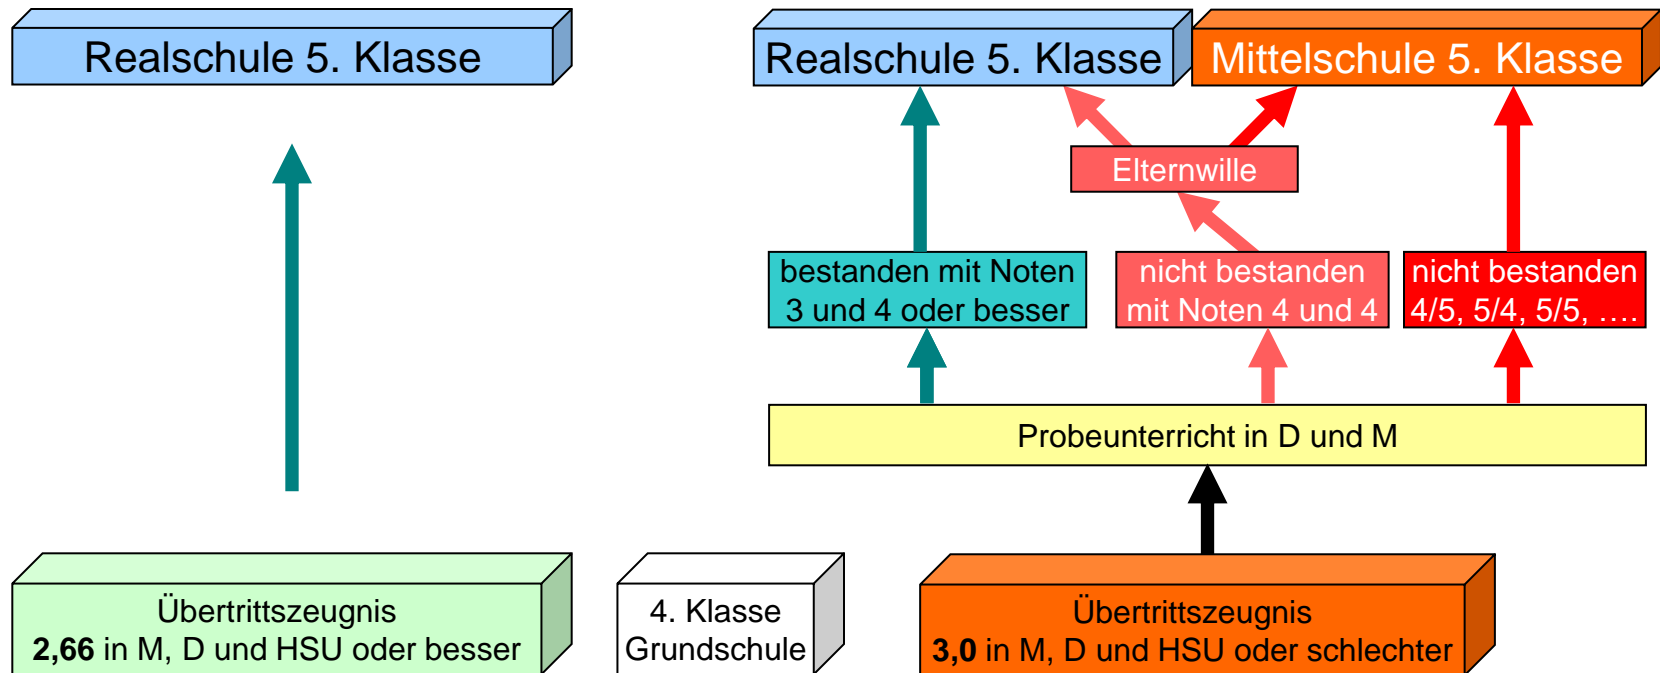 Realschule 5. Klasse
Realschule 5. Klasse
Mittelschule 5. Klasse
Elternwille
bestanden mit Noten
3 und 4 oder besser
nicht bestanden
mit Noten 4 und 4
nicht bestanden
4/5, 5/4, 5/5, ….
Probeunterricht in D und M
Übertrittszeugnis
2,66 in M, D und HSU oder besser
4. Klasse
Grundschule
Übertrittszeugnis
3,0 in M, D und HSU oder schlechter